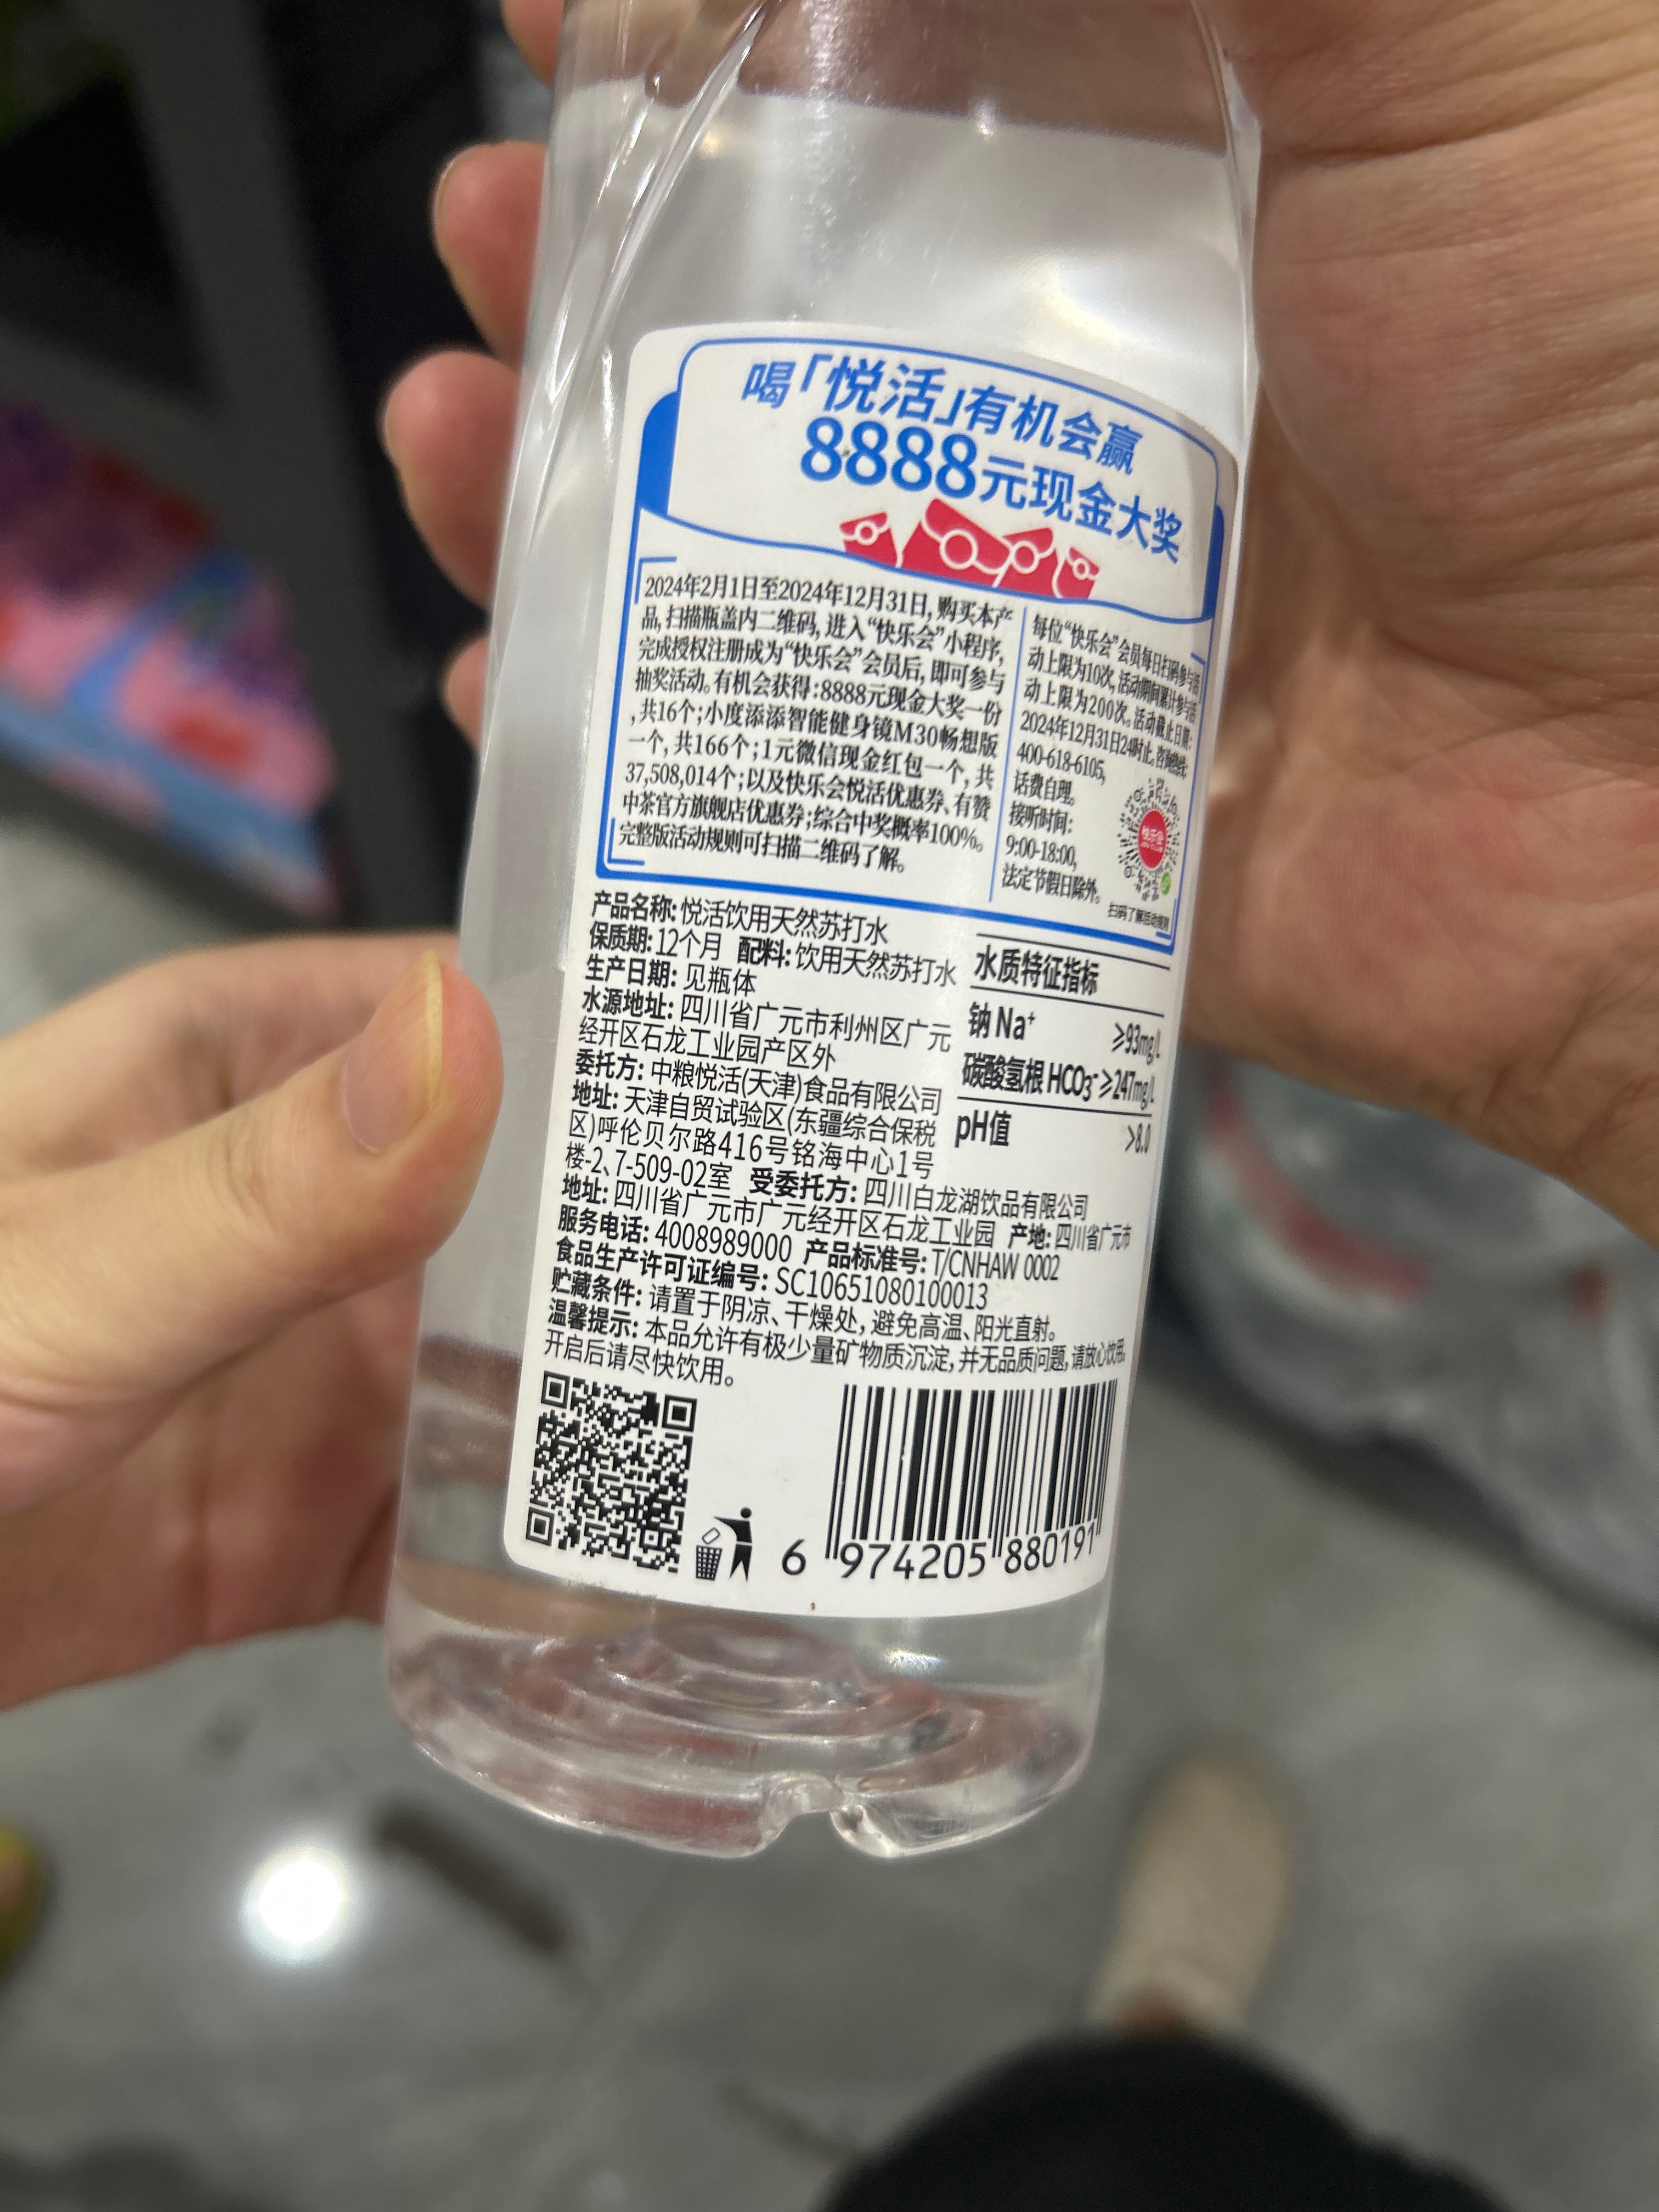 喝「悦活」有机会赢
8888元现金大奖
2024年2月1日至2024年12月31日, 购买本产
品, 扫描瓶盖内二维码, 进入“快乐会”小程序,
完成授权注册成为“快乐会”会员后, 即可参与
抽奖活动。有机会获得:8888元现金大奖一份
, 共16个;小度添添智能健身镜M30畅想版
一个, 共166个;1元微信现金红包一个, 共
37,508,014个;以及快乐会悦活优惠券、有赞
中茶官方旗舰店优惠券;综合中奖概率100%。
完整版活动规则可扫描二维码了解。
每位“快乐会”会员每日扫码参与活
动上限为10次, 活动期间累计参与活
动上限为200次。活动截止日期:
2024年12月31日24时止。咨询热线:
400-618-6105,
话费自理。
接听时间:
9:00-18:00,
法定节假日除外。
快乐会
扫码了解活动规则
产品名称: 悦活饮用天然苏打水
保质期: 12个月 配料: 饮用天然苏打水
生产日期: 见瓶体
水源地址: 四川省广元市利州区广元
经开区石龙工业园产区外
委托方: 中粮悦活(天津)食品有限公司
地址: 天津自贸试验区(东疆综合保税
区)呼伦贝尔路416号铭海中心1号
楼-2、7-509-02室 受委托方: 四川白龙湖饮品有限公司
地址: 四川省广元市广元经开区石龙工业园 产地: 四川省广元市
服务电话: 4008989000 产品标准号: T/CNHAW 0002
食品生产许可证编号: SC10651080100013
贮藏条件: 请置于阴凉、干燥处, 避免高温、阳光直射。
温馨提示: 本品允许有极少量矿物质沉淀, 并无品质问题, 请放心饮用。
开启后请尽快饮用。
水质特征指标
钠 Na⁺ ≥93mg/L
碳酸氢根 HCO₃⁻ ≥247mg/L
pH值 >8.0
6 974205 880191